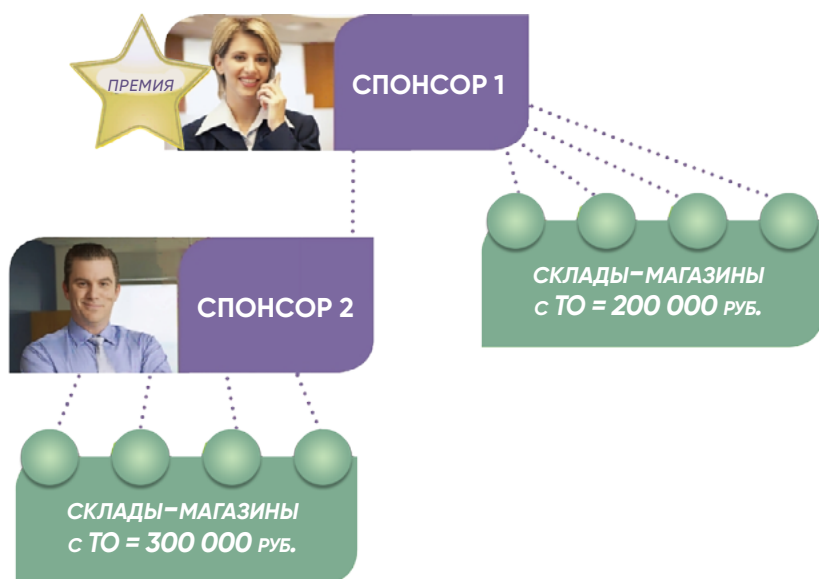 ПРЕМИЯ
СПОНСОР 1
СПОНСОР 2
СКЛАДЫ-МАГАЗИНЫ
С ТО = 200 000 РУБ.
СКЛАДЫ-МАГАЗИНЫ
С ТО = 300 000 РУБ.